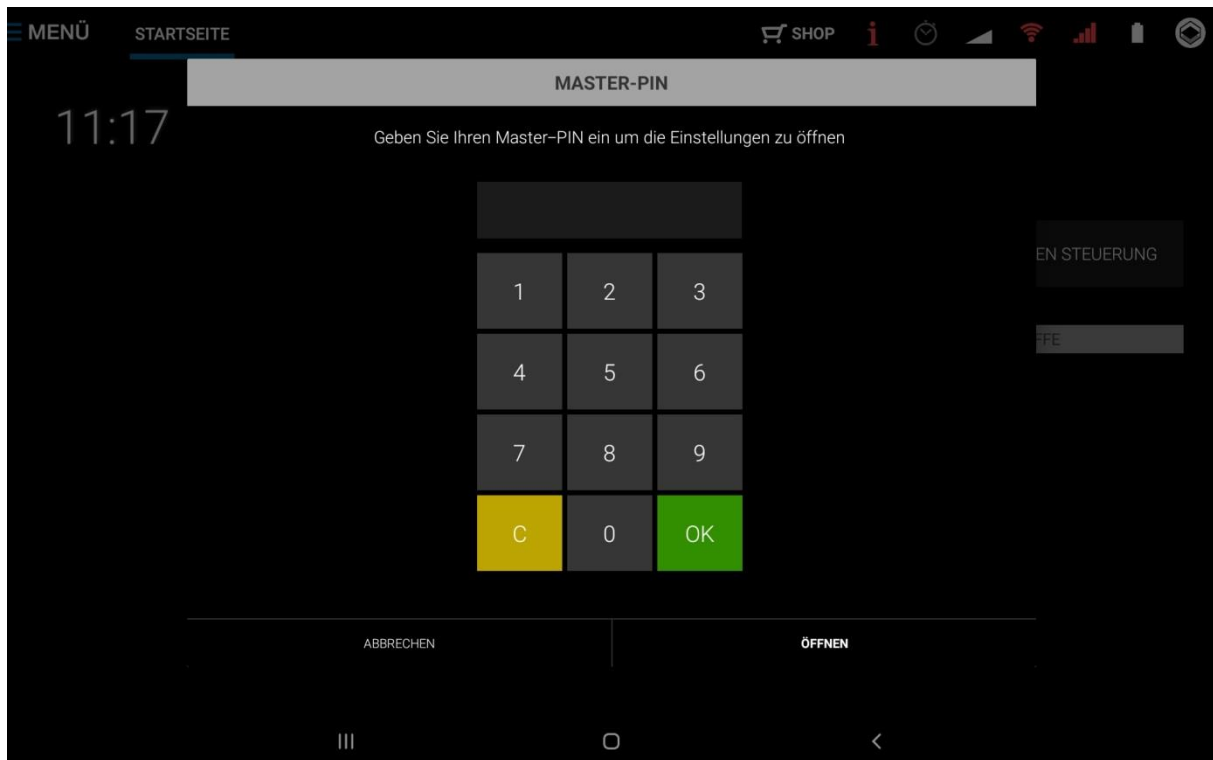 MENÜ STARTSEITE SHOP i
MASTER-PIN
11:17
Geben Sie Ihren Master-PIN ein um die Einstellungen zu öffnen
EN STEUERUNG
1 2 3
FFE
4 5 6
7 8 9
C 0 OK
ABBRECHEN ÖFFNEN